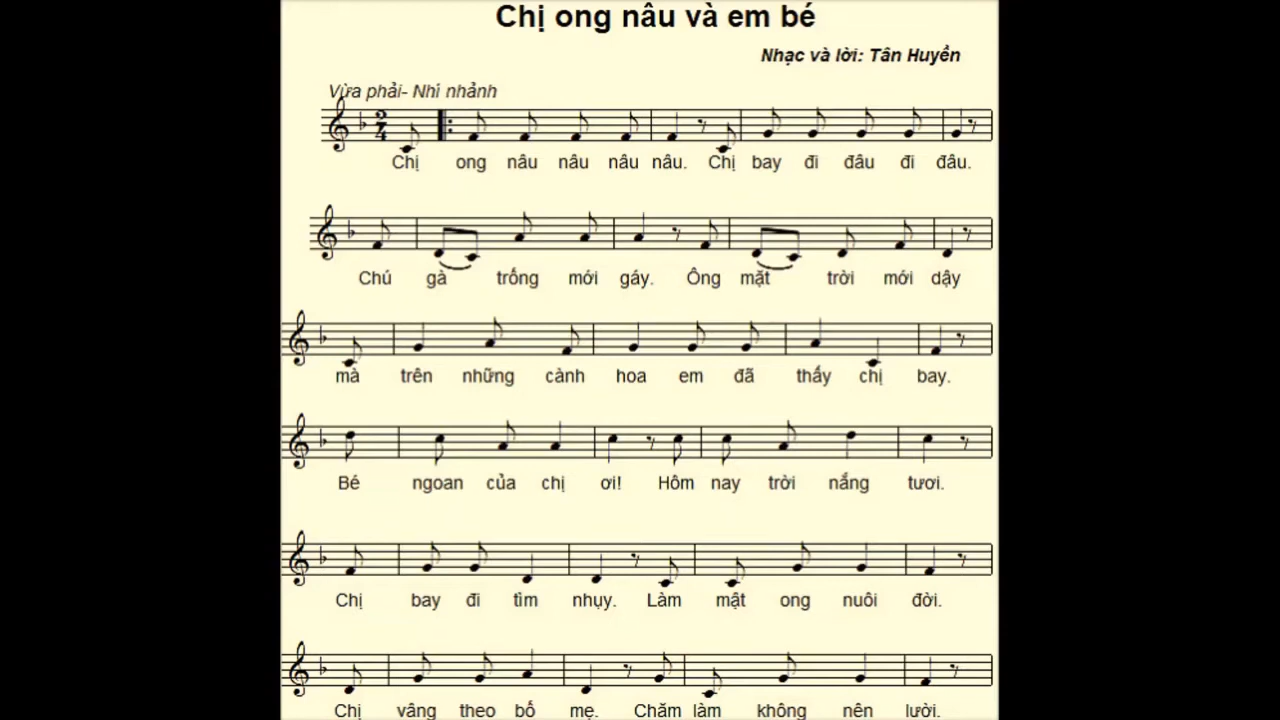 Chị ong nâu và em bé
Nhạc và lời: Tân Huyền
Vừa phải- Nhí nhảnh
2
4
Chị ong nâu nâu nâu nâu. Chị bay đi đâu đi đâu.
Chú gà trống mới gáy. Ông mặt trời mới dậy
mà trên những cành hoa em đã thấy chị bay.
Bé ngoan của chị ơi! Hôm nay trời nắng tươi.
Chị bay đi tìm nhụy. Làm mật ong nuôi đời.
Chị vâng theo bố mẹ. Chăm làm không nên lười.